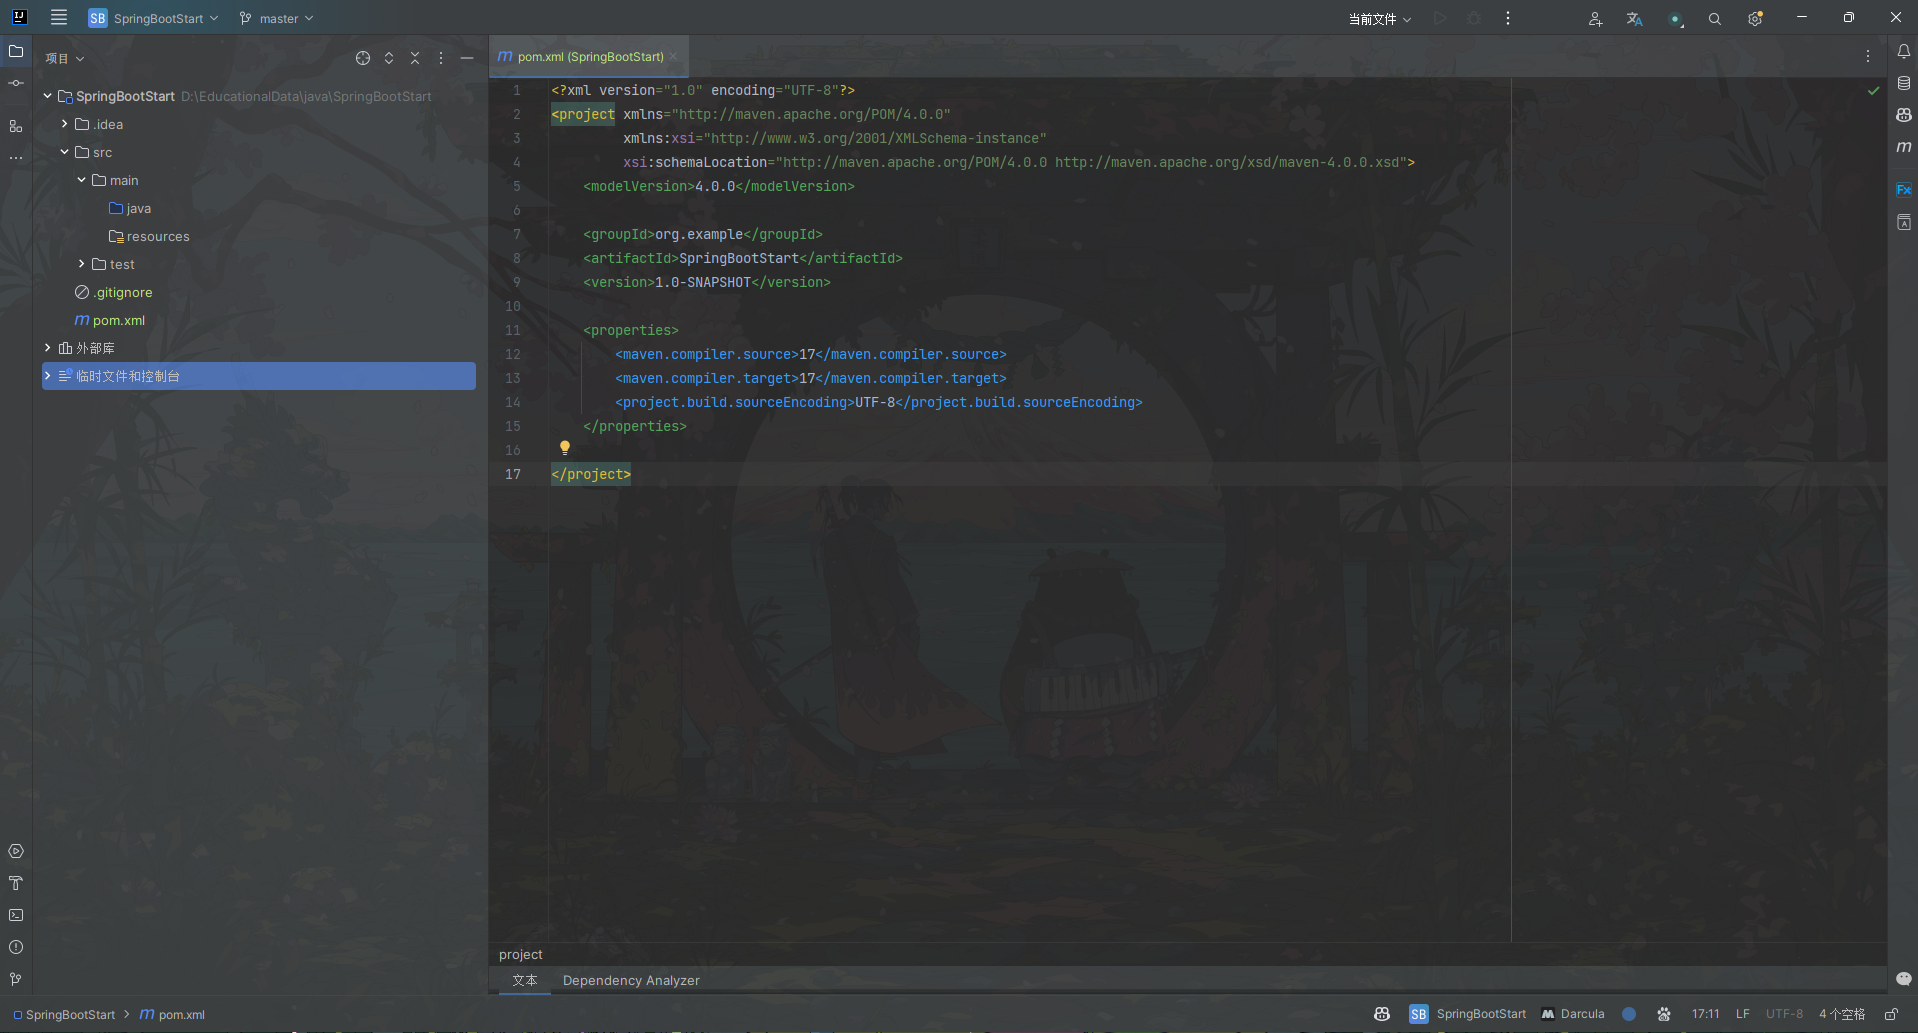 SB SpringBootStart master 当前文件
项目
pom.xml (SpringBootStart)
SpringBootStart D:\EducationalData\java\SpringBootStart
.idea
src
main
java
resources
test
.gitignore
m pom.xml
外部库
临时文件和控制台
1 <?xml version="1.0" encoding="UTF-8"?>
2 <project xmlns="http://maven.apache.org/POM/4.0.0"
3 xmlns:xsi="http://www.w3.org/2001/XMLSchema-instance"
4 xsi:schemaLocation="http://maven.apache.org/POM/4.0.0 http://maven.apache.org/xsd/maven-4.0.0.xsd">
5 <modelVersion>4.0.0</modelVersion>
6
7 <groupId>org.example</groupId>
8 <artifactId>SpringBootStart</artifactId>
9 <version>1.0-SNAPSHOT</version>
10
11 <properties>
12 <maven.compiler.source>17</maven.compiler.source>
13 <maven.compiler.target>17</maven.compiler.target>
14 <project.build.sourceEncoding>UTF-8</project.build.sourceEncoding>
15 </properties>
16
17 </project>
project
文本 Dependency Analyzer
SpringBootStart m pom.xml SB SpringBootStart M Darcula 17:11 LF UTF-8 4 个空格